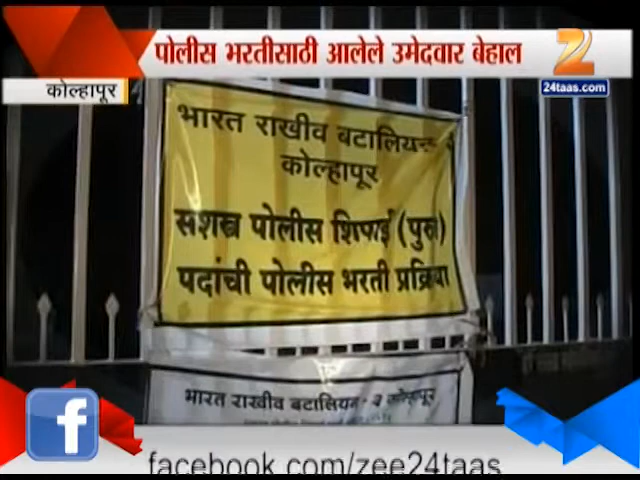 पोलीस भरतीसाठी आलेले उमेदवार बेहाल
24taas.com
कोल्हापूर
भारत राखीव बटालियन
कोल्हापूर
सशस्त्र पोलीस शिपाई (पुरुष)
पदांची पोलीस भरती प्रक्रिया
भारत राखीव बटालियन - २ कोल्हापूर
facebook.com/zee24taas